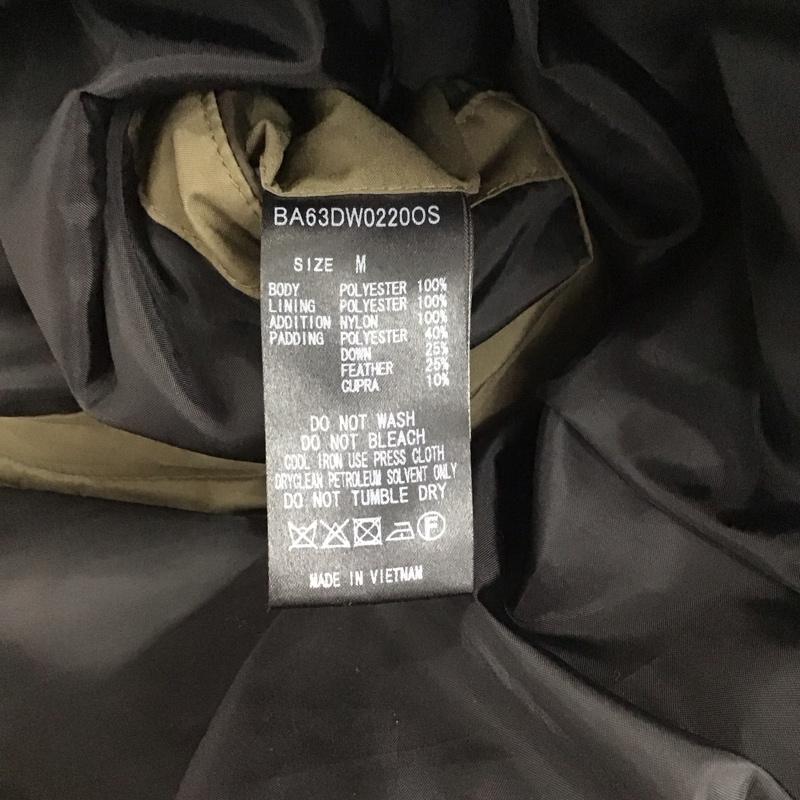 BA63DW0220OS
SIZE M
BODY POLYESTER 100%
LINING POLYESTER 100%
ADDITION NYLON 100%
PADDING POLYESTER 40%
DOWN 25%
FEATHER 25%
CUPRA 10%
DO NOT WASH
DO NOT BLEACH
COOL IRON USE PRESS CLOTH
DRYCLEAN PETROLEUM SOLVENT ONLY
DO NOT TUMBLE DRY
F
MADE IN VIETNAM